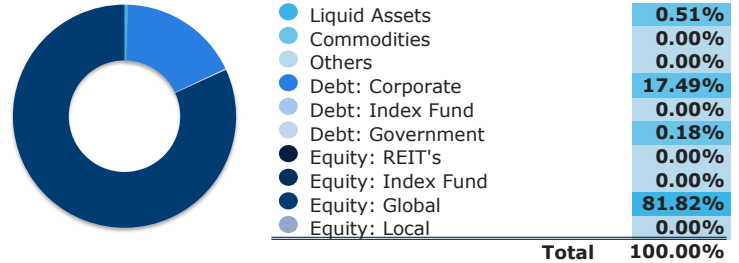 Liquid Assets 0.51%
Commodities 0.00%
Others 0.00%
Debt: Corporate 17.49%
Debt: Index Fund 0.00%
Debt: Government 0.18%
Equity: REIT's 0.00%
Equity: Index Fund 0.00%
Equity: Global 81.82%
Equity: Local 0.00%
Total 100.00%